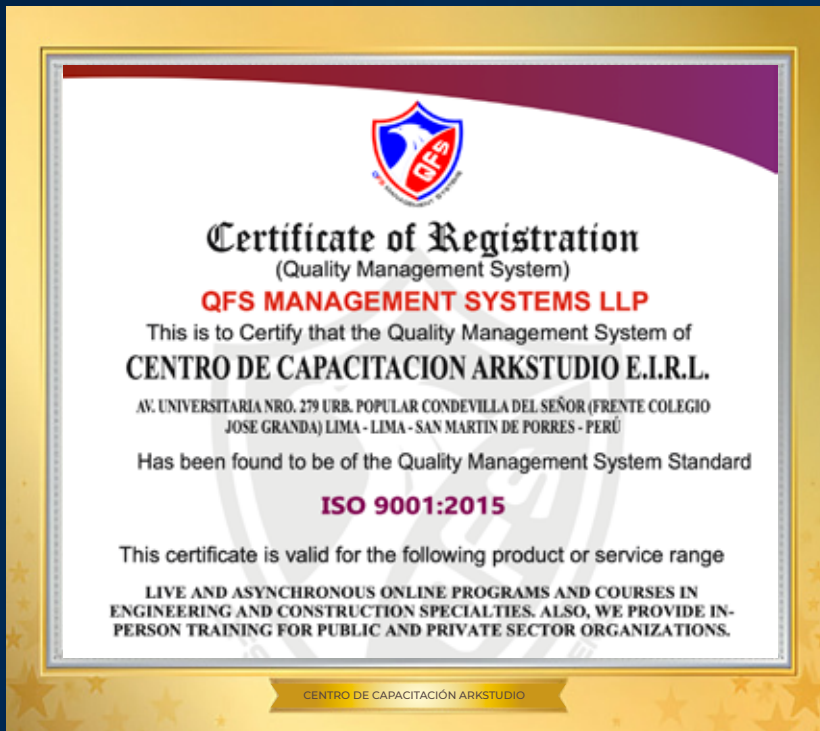 QFS
QFS MANAGEMENT SYSTEMS
Certificate of Registration
(Quality Management System)
QFS MANAGEMENT SYSTEMS LLP
This is to Certify that the Quality Management System of
CENTRO DE CAPACITACION ARKSTUDIO E.I.R.L.
AV. UNIVERSITARIA NRO. 279 URB. POPULAR CONDEVILLA DEL SEÑOR (FRENTE COLEGIO
JOSE GRANDA) LIMA - LIMA - SAN MARTIN DE PORRES - PERÚ
Has been found to be of the Quality Management System Standard
ISO 9001:2015
This certificate is valid for the following product or service range
LIVE AND ASYNCHRONOUS ONLINE PROGRAMS AND COURSES IN
ENGINEERING AND CONSTRUCTION SPECIALTIES. ALSO, WE PROVIDE IN-
PERSON TRAINING FOR PUBLIC AND PRIVATE SECTOR ORGANIZATIONS.
CENTRO DE CAPACITACIÓN ARKSTUDIO